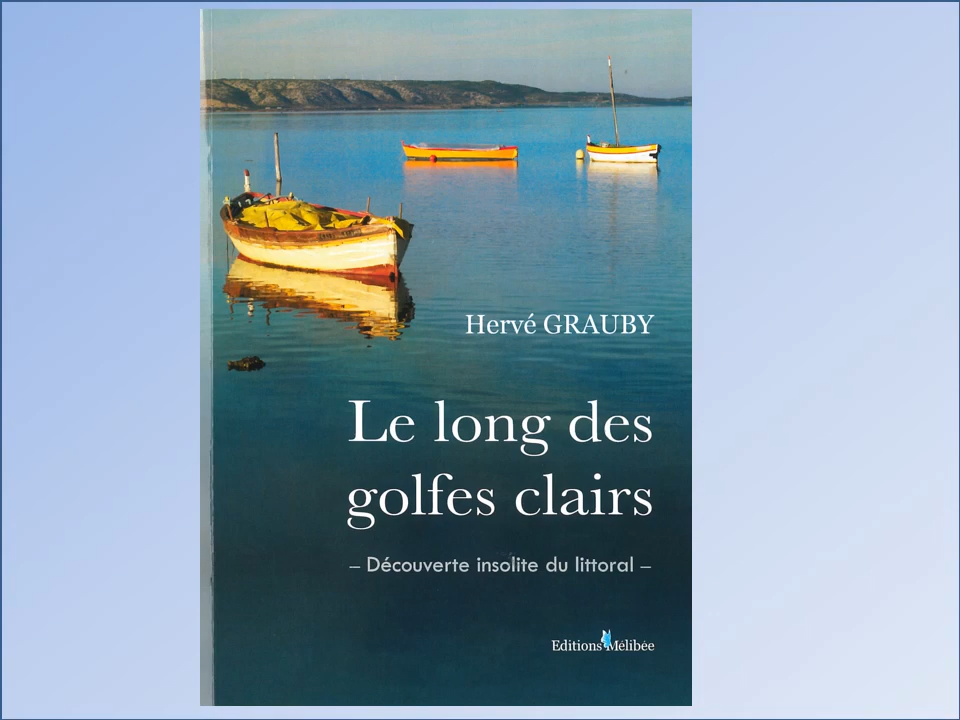 Hervé GRAUBY
Le long des
golfes clairs
– Découverte insolite du littoral –
Editions Mélibée